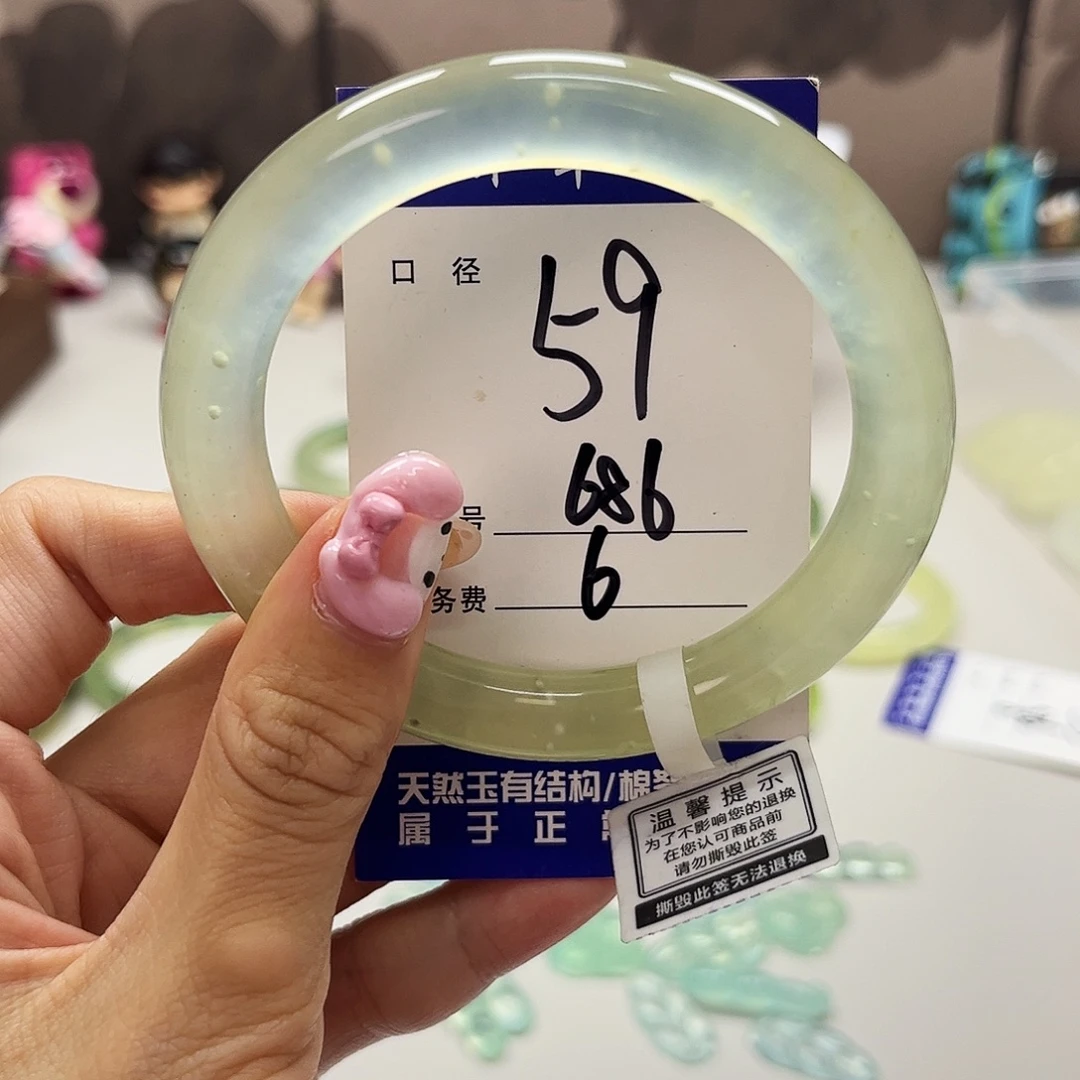 口 径
59
号
686
务费
6
天然玉有结构/棉
属 于 正
温 馨 提 示
为了不影响您的退换
在您认可商品前
请勿撕毁此签
撕毁此签无法退换